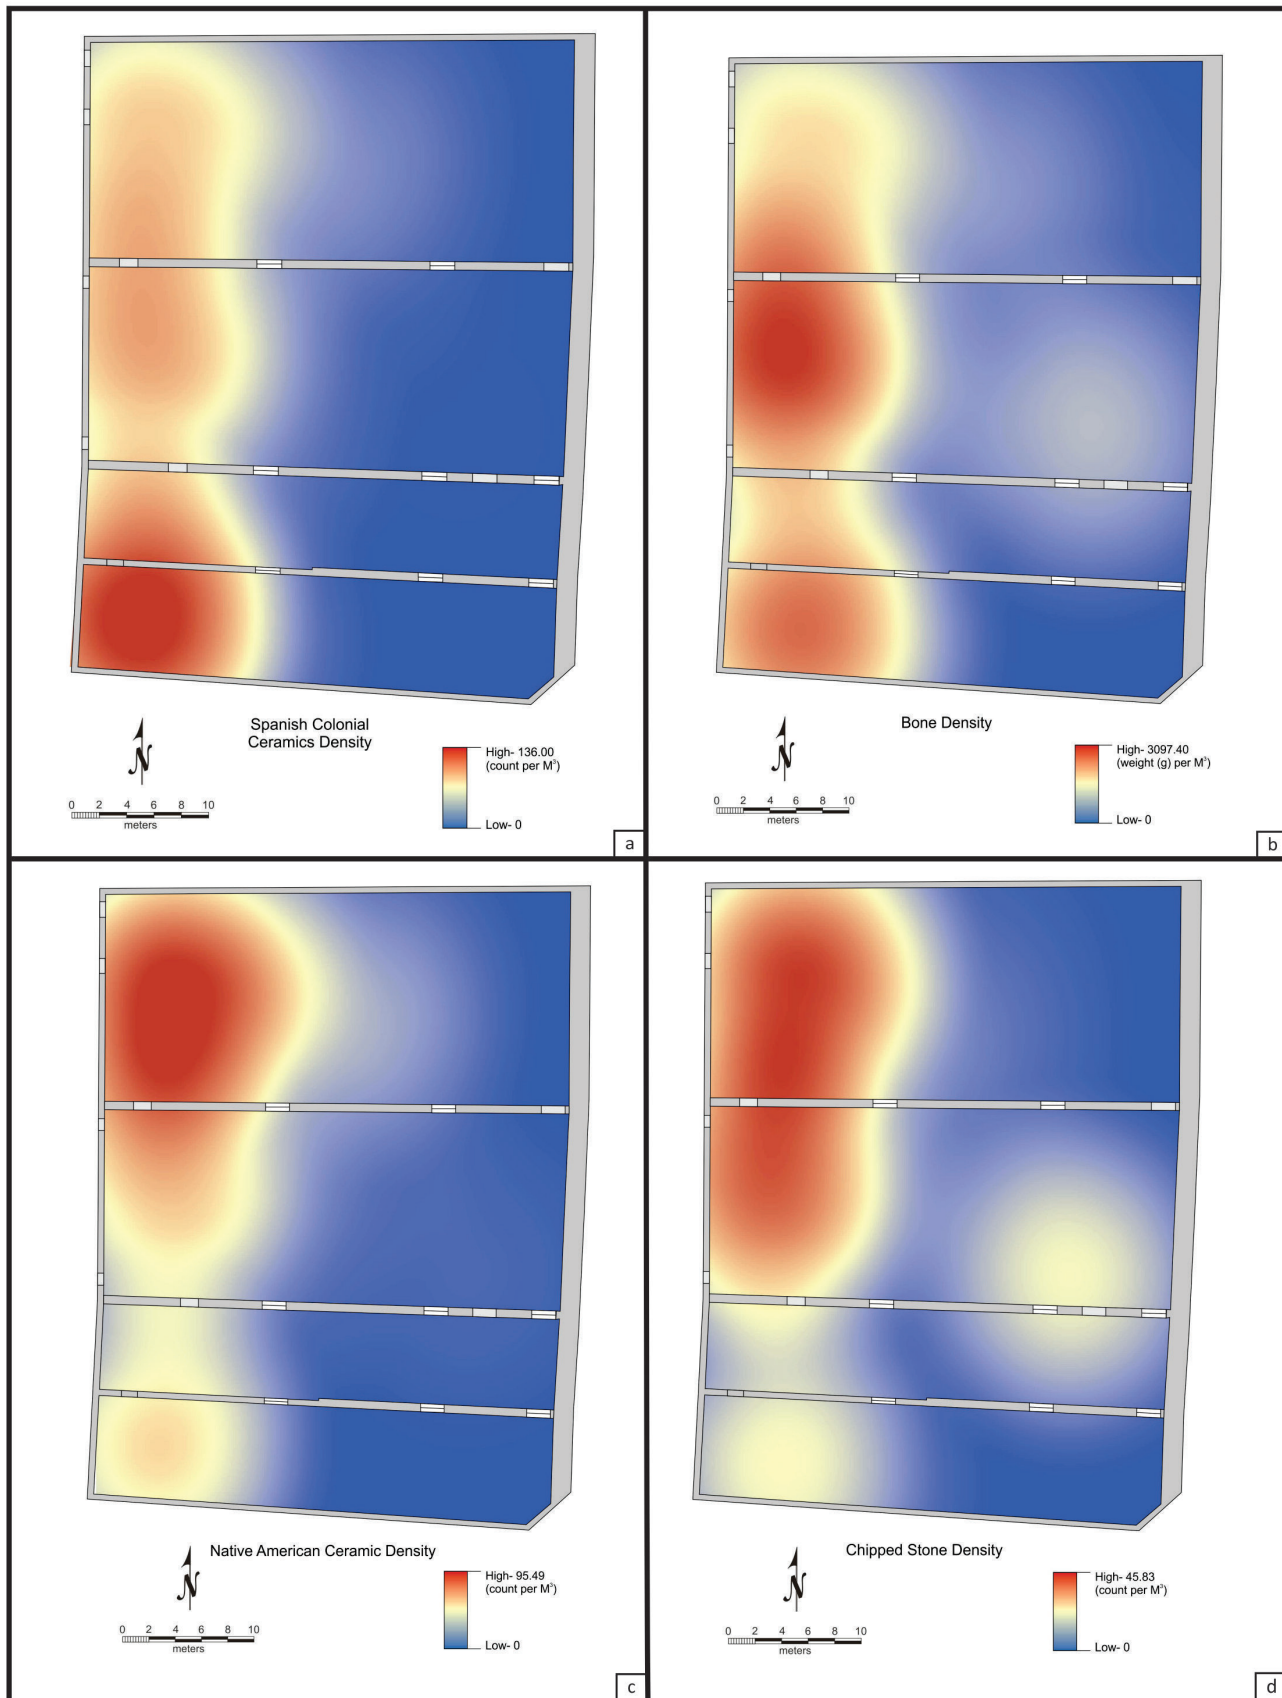 Spanish Colonial
Ceramics Density
N
0 2 4 6 8 10
meters
High- 136.00
(count per M³)
Low- 0
a
Bone Density
N
0 2 4 6 8 10
meters
High- 3097.40
(weight (g) per M³)
Low- 0
b
Native American Ceramic Density
N
0 2 4 6 8 10
meters
High- 95.49
(count per M³)
Low- 0
c
Chipped Stone Density
N
0 2 4 6 8 10
meters
High- 45.83
(count per M³)
Low- 0
d